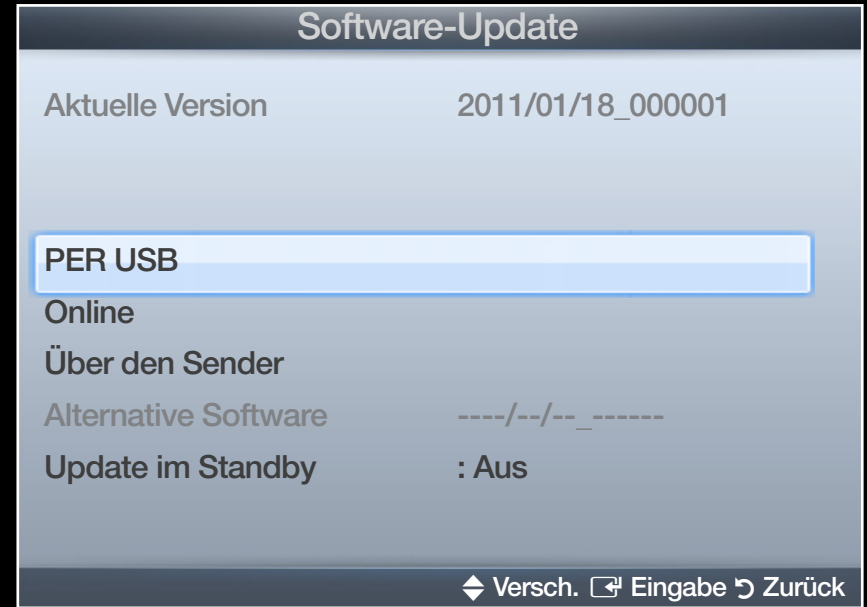 Software-Update
Aktuelle Version 2011/01/18_000001
PER USB
Online
Über den Sender
Alternative Software ----/--/--_------
Update im Standby : Aus
Versch. Eingabe Zurück